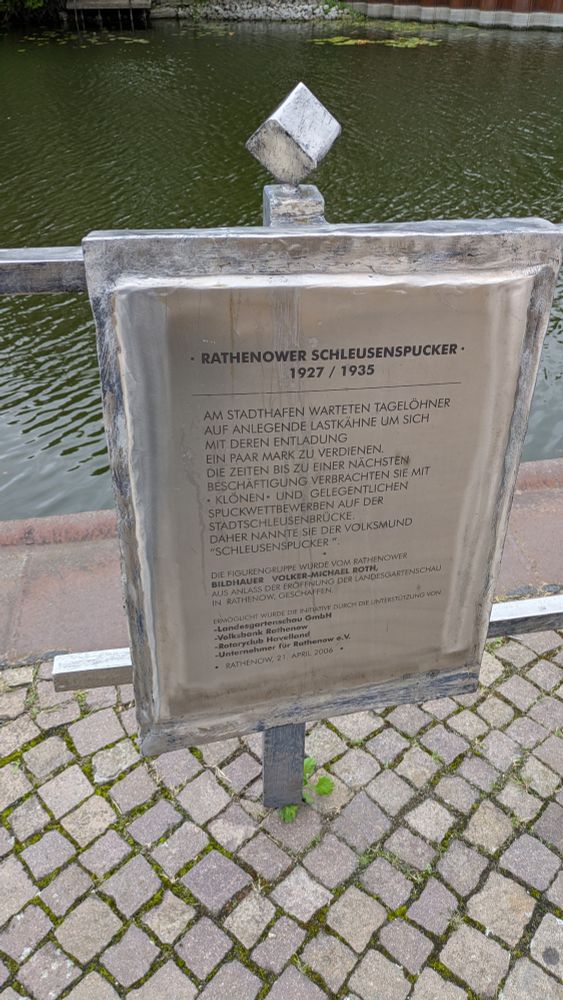 · RATHENOWER SCHLEUSENSPUCKER ·
1927 / 1935
AM STADTHAFEN WARTETEN TAGELÖHNER
AUF ANLEGENDE LASTKÄHNE UM SICH
MIT DEREN ENTLADUNG
EIN PAAR MARK ZU VERDIENEN.
DIE ZEITEN BIS ZU EINER NÄCHSTEN
BESCHÄFTIGUNG VERBRACHTEN SIE MIT
• KLÖNEN • UND GELEGENTLICHEN
SPUCKWETTBEWERBEN AUF DER
STADTSCHLEUSENBRÜCKE.
DAHER NANNTE SIE DER VOLKSMUND
"SCHLEUSENSPUCKER ".
•
DIE FIGURENGRUPPE WURDE VOM RATHENOWER
BILDHAUER VOLKER-MICHAEL ROTH,
AUS ANLASS DER ERÖFFNUNG DER LANDESGARTENSCHAU
IN RATHENOW, GESCHAFFEN.
•
ERMÖGLICHT WURDE DIE INITIATIVE DURCH DIE UNTERSTÜTZUNG VON
-Landesgartenschau GmbH
-Volksbank Rathenow
-Rotaryclub Havelland
-Unternehmer für Rathenow e.V.
• RATHENOW, 21. APRIL 2006 •